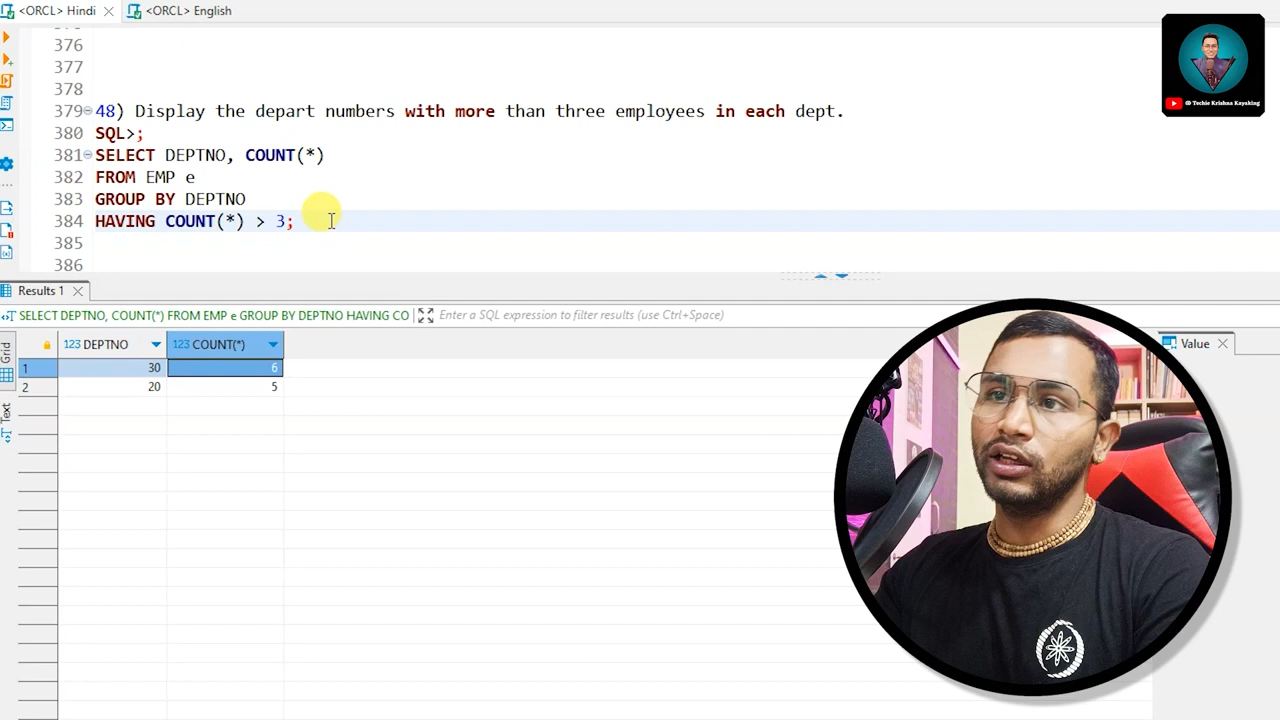 <ORCL> Hindi
<ORCL> English
376
377
378
379 48) Display the depart numbers with more than three employees in each dept.
380 SQL>;
381 SELECT DEPTNO, COUNT(*)
382 FROM EMP e
383 GROUP BY DEPTNO
384 HAVING COUNT(*) > 3;
385
386
@ Techie Krishna Kayaking
Results 1
SELECT DEPTNO, COUNT(*) FROM EMP e GROUP BY DEPTNO HAVING CO
Enter a SQL expression to filter results (use Ctrl+Space)
Grid
Text
123 DEPTNO
123 COUNT(*)
Value
1 30 6
2 20 5